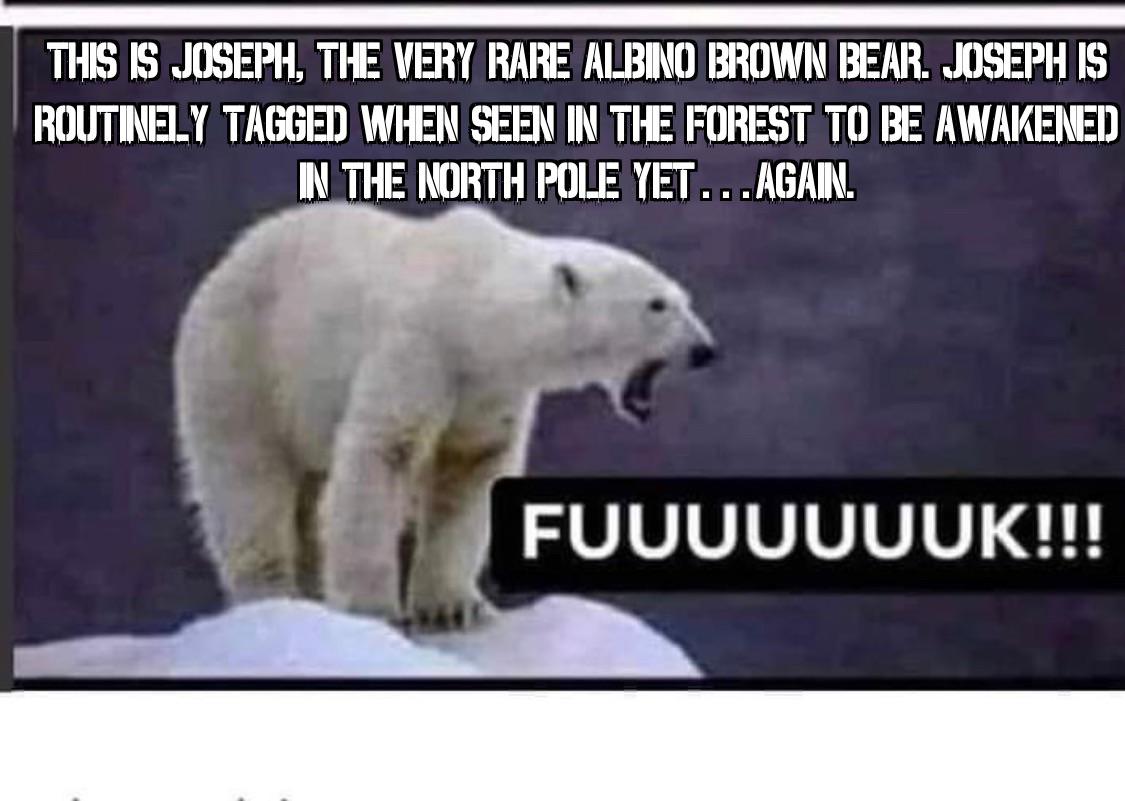 THIS IS JOSEPH, THE VERY RARE ALBINO BROWN BEAR. JOSEPH IS
ROUTINELY TAGGED WHEN SEEN IN THE FOREST TO BE AWAKENED
IN THE NORTH POLE YET...AGAIN.
FUUUUUUUUK!!!